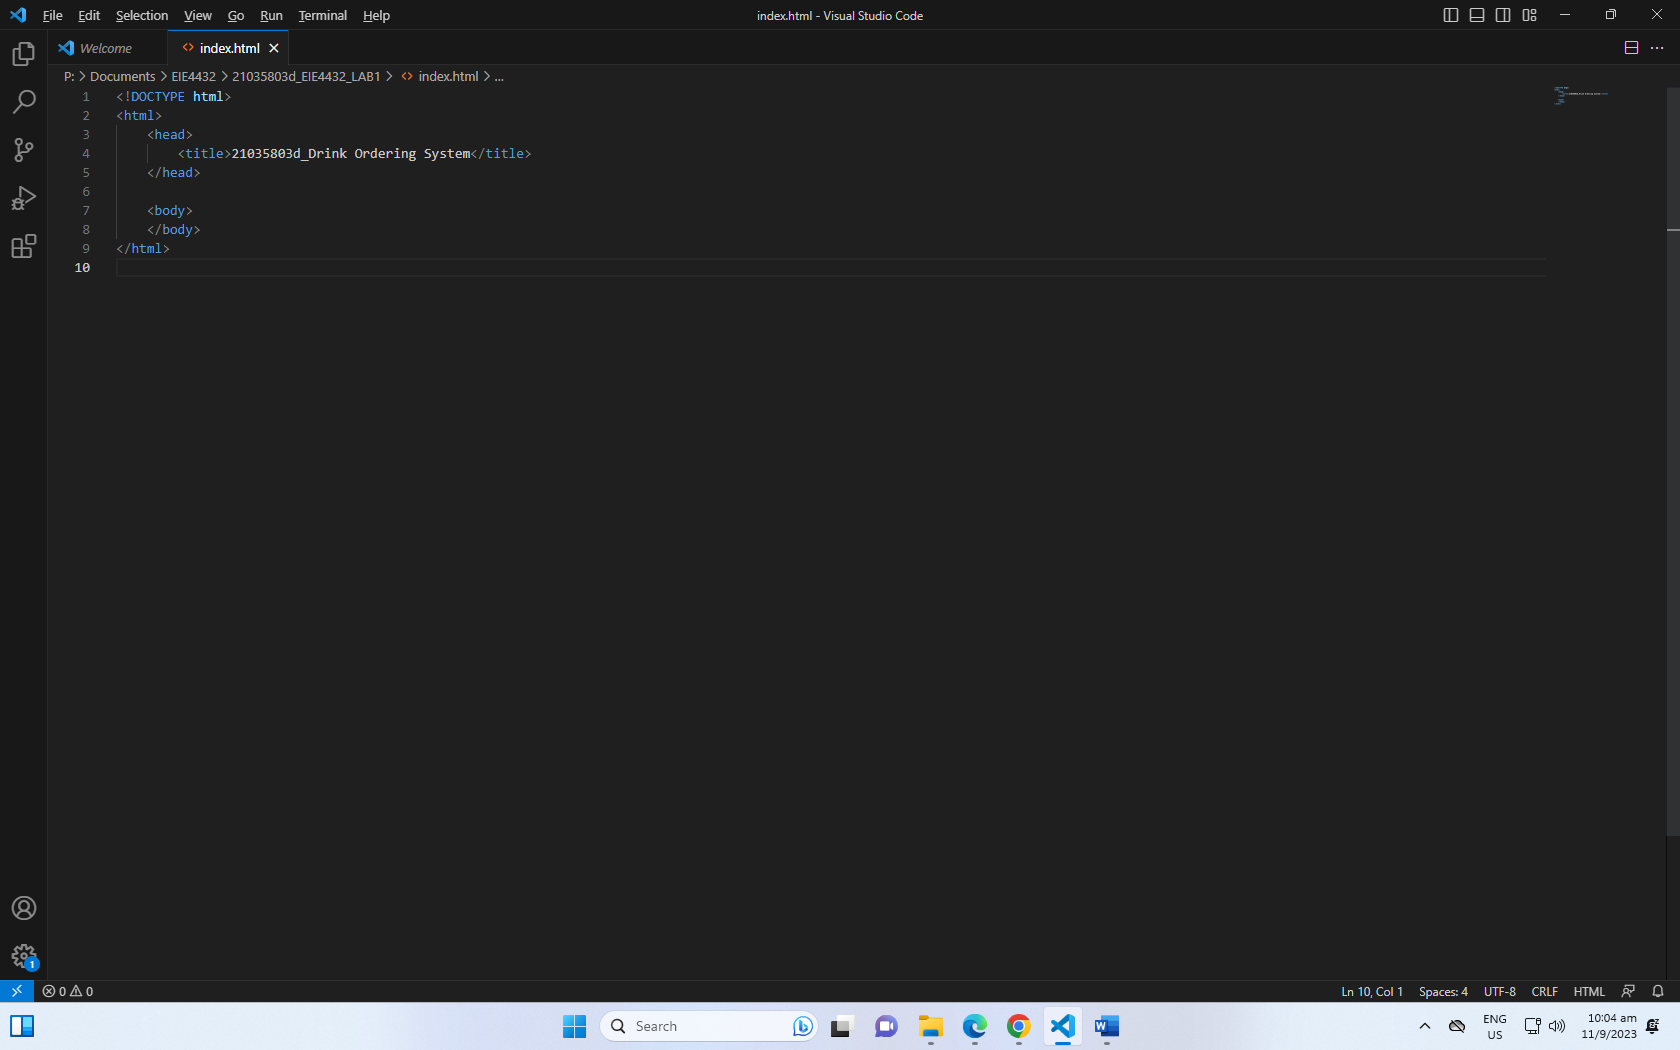 File Edit Selection View Go Run Terminal Help
index.html - Visual Studio Code
Welcome
index.html
P: > Documents > EIE4432 > 21035803d_EIE4432_LAB1 > <> index.html > ...
1 <!DOCTYPE html>
2 <html>
3     <head>
4         <title>21035803d_Drink Ordering System</title>
5     </head>
6
7     <body>
8     </body>
9 </html>
10
1
0 0
Ln 10, Col 1 Spaces: 4 UTF-8 CRLF HTML
Search
ENG
US
10:04 am
11/9/2023